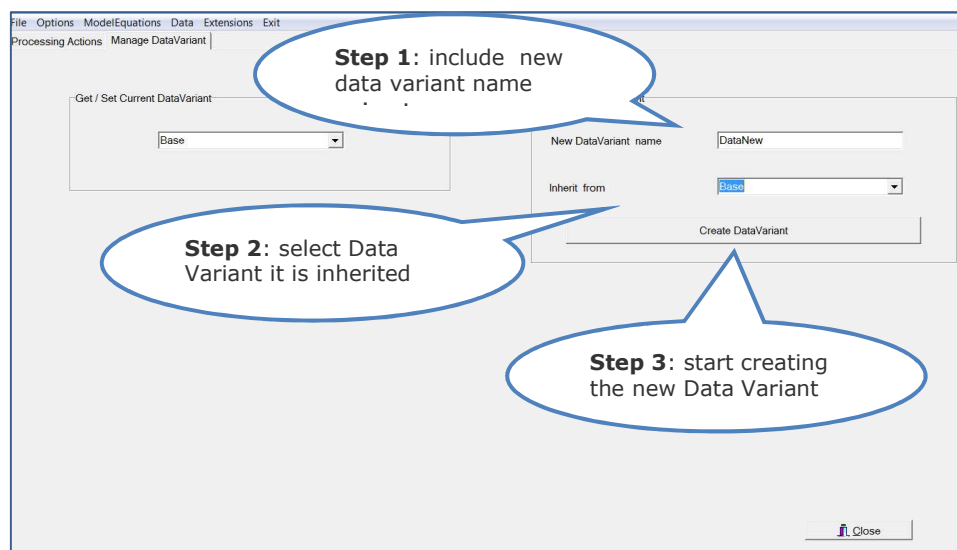 File Options ModelEquations Data Extensions Exit
Processing Actions Manage DataVariant
Step 1: include new
data variant name
Get / Set Current DataVariant
Base
New DataVariant name DataNew
Inherit from Base
Create DataVariant
Step 2: select Data
Variant it is inherited
Step 3: start creating
the new Data Variant
Close